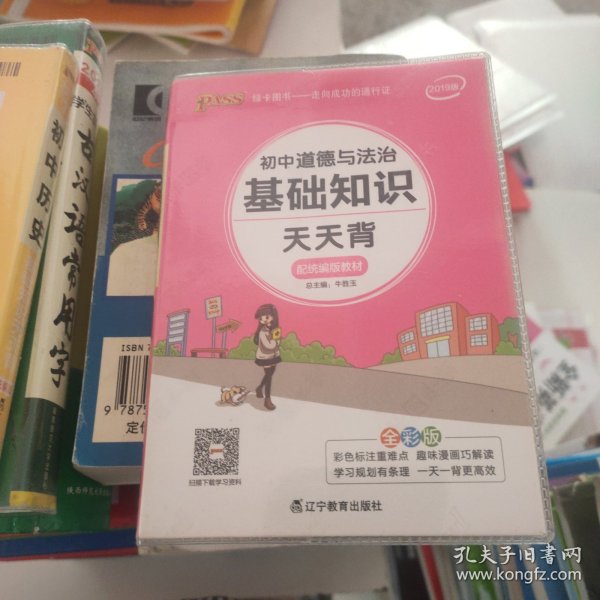 PASS 绿卡图书——走向成功的通行证
2019版
初中道德与法治
基础知识
天天背
配统编版教材
总主编：牛胜玉
全彩版
彩色标注重难点 趣味漫画巧解读
学习规划有条理 一天一背更高效
扫描下载学习资料
辽宁教育出版社
初中历史
古汉语常用字
ISBN 7
9 7875
定价
孔夫子旧书网
www.kongfz.com